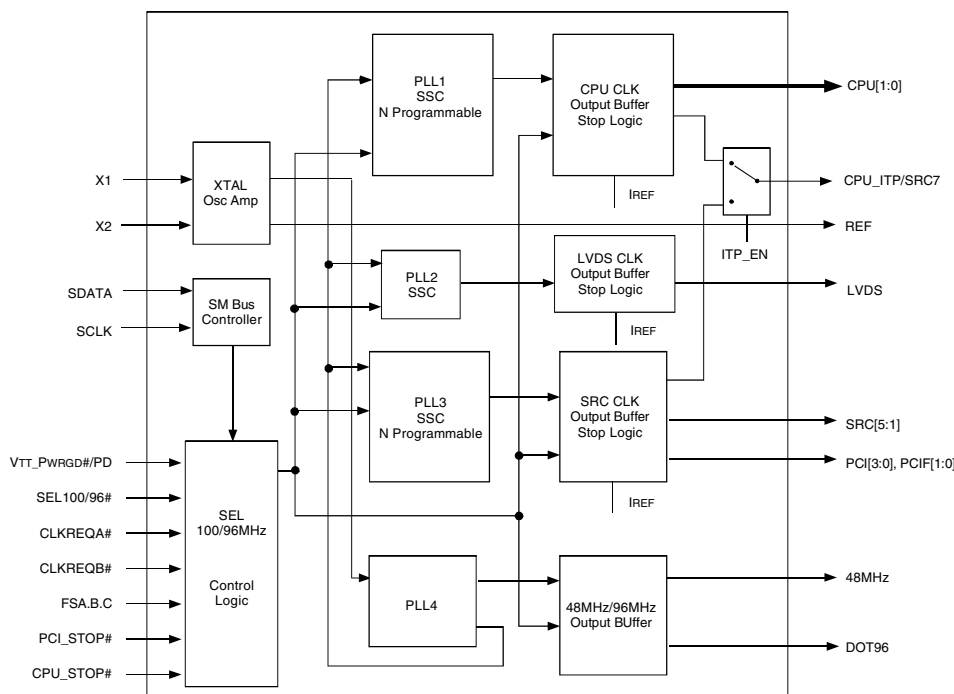 PLL1
SSC
N Programmable
CPU CLK
Output Buffer
Stop Logic
CPU[1:0]
X1
X2
XTAL
Osc Amp
IREF
CPU_ITP/SRC7
REF
ITP_EN
SDATA
SCLK
SM Bus
Controller
PLL2
SSC
LVDS CLK
Output Buffer
Stop Logic
LVDS
IREF
PLL3
SSC
N Programmable
SRC CLK
Output Buffer
Stop Logic
SRC[5:1]
PCI[3:0], PCIF[1:0]
IREF
VTT_PWRGD#/PD
SEL100/96#
CLKREQA#
CLKREQB#
FSA.B.C
PCI_STOP#
CPU_STOP#
SEL
100/96MHz
Control
Logic
PLL4
48MHz/96MHz
Output BUffer
48MHz
DOT96